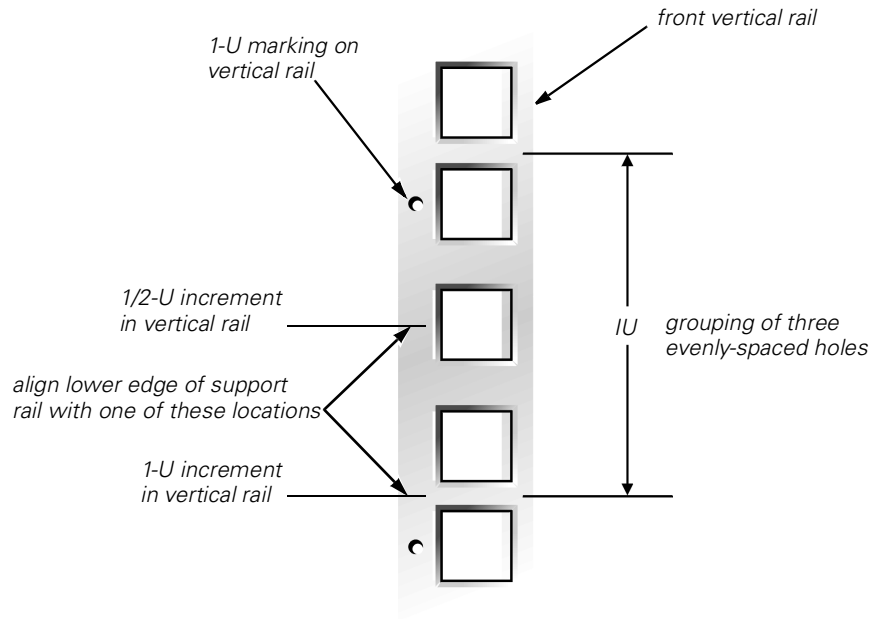 front vertical rail
1-U marking on
vertical rail
1/2-U increment
in vertical rail
IU
grouping of three
evenly-spaced holes
align lower edge of support
rail with one of these locations
1-U increment
in vertical rail